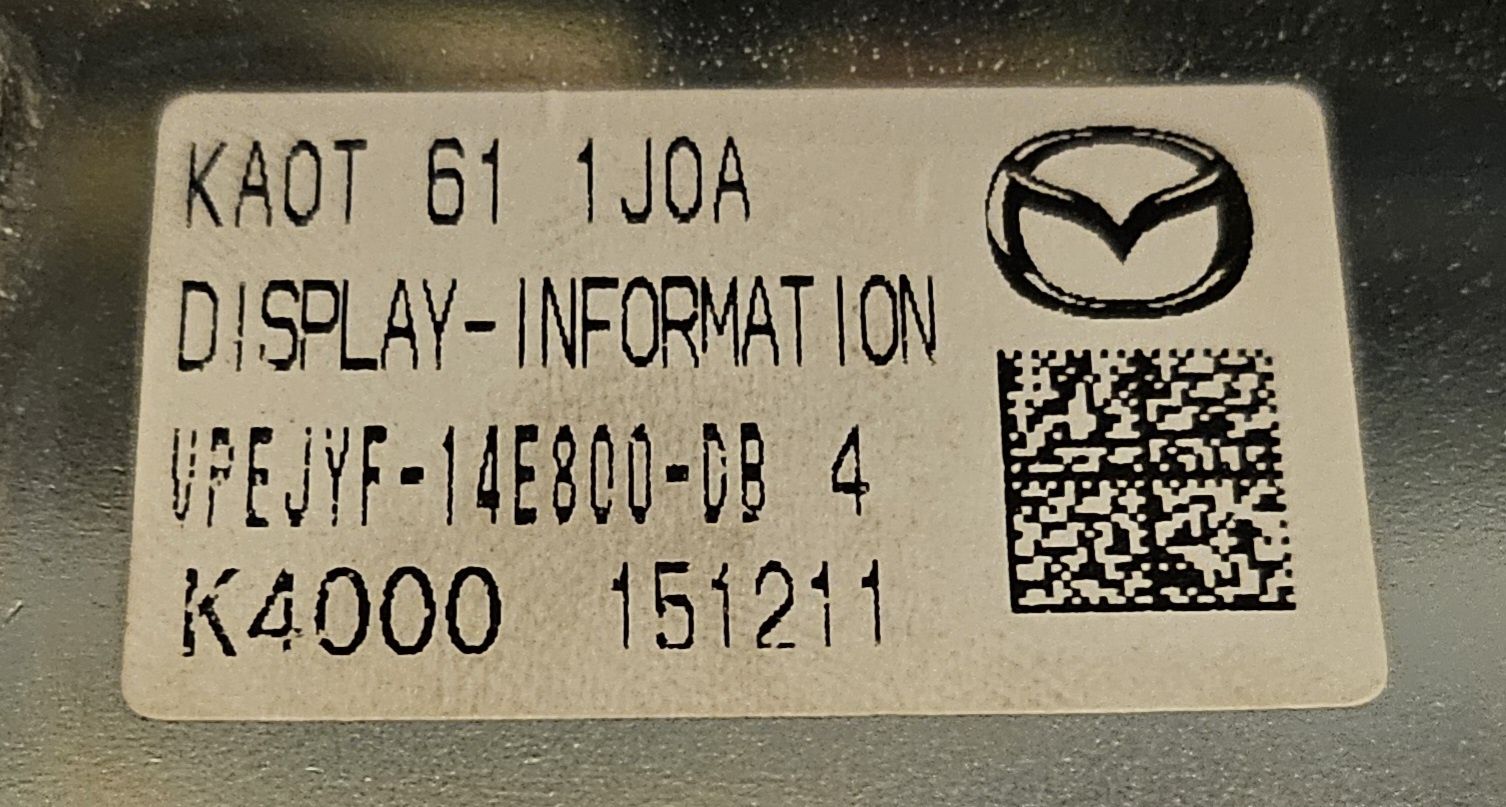 KA0T 61 1J0A
DISPLAY-INFORMATION
VPEJYF-14E800-DB 4
K4000 151211